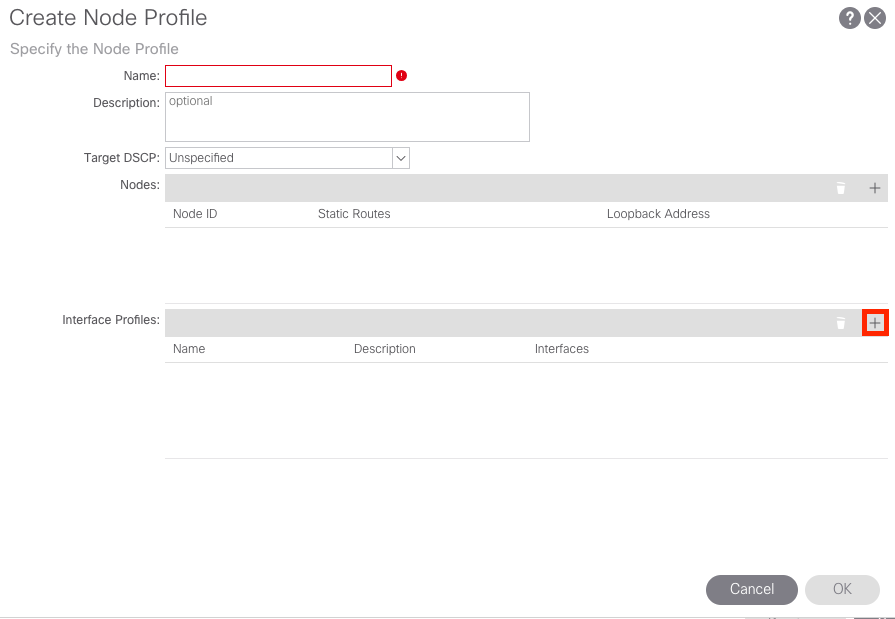 Create Node Profile
Specify the Node Profile
Name:
Description: optional
Target DSCP: Unspecified
Nodes:
Node ID Static Routes Loopback Address
Interface Profiles:
Name Description Interfaces
Cancel OK